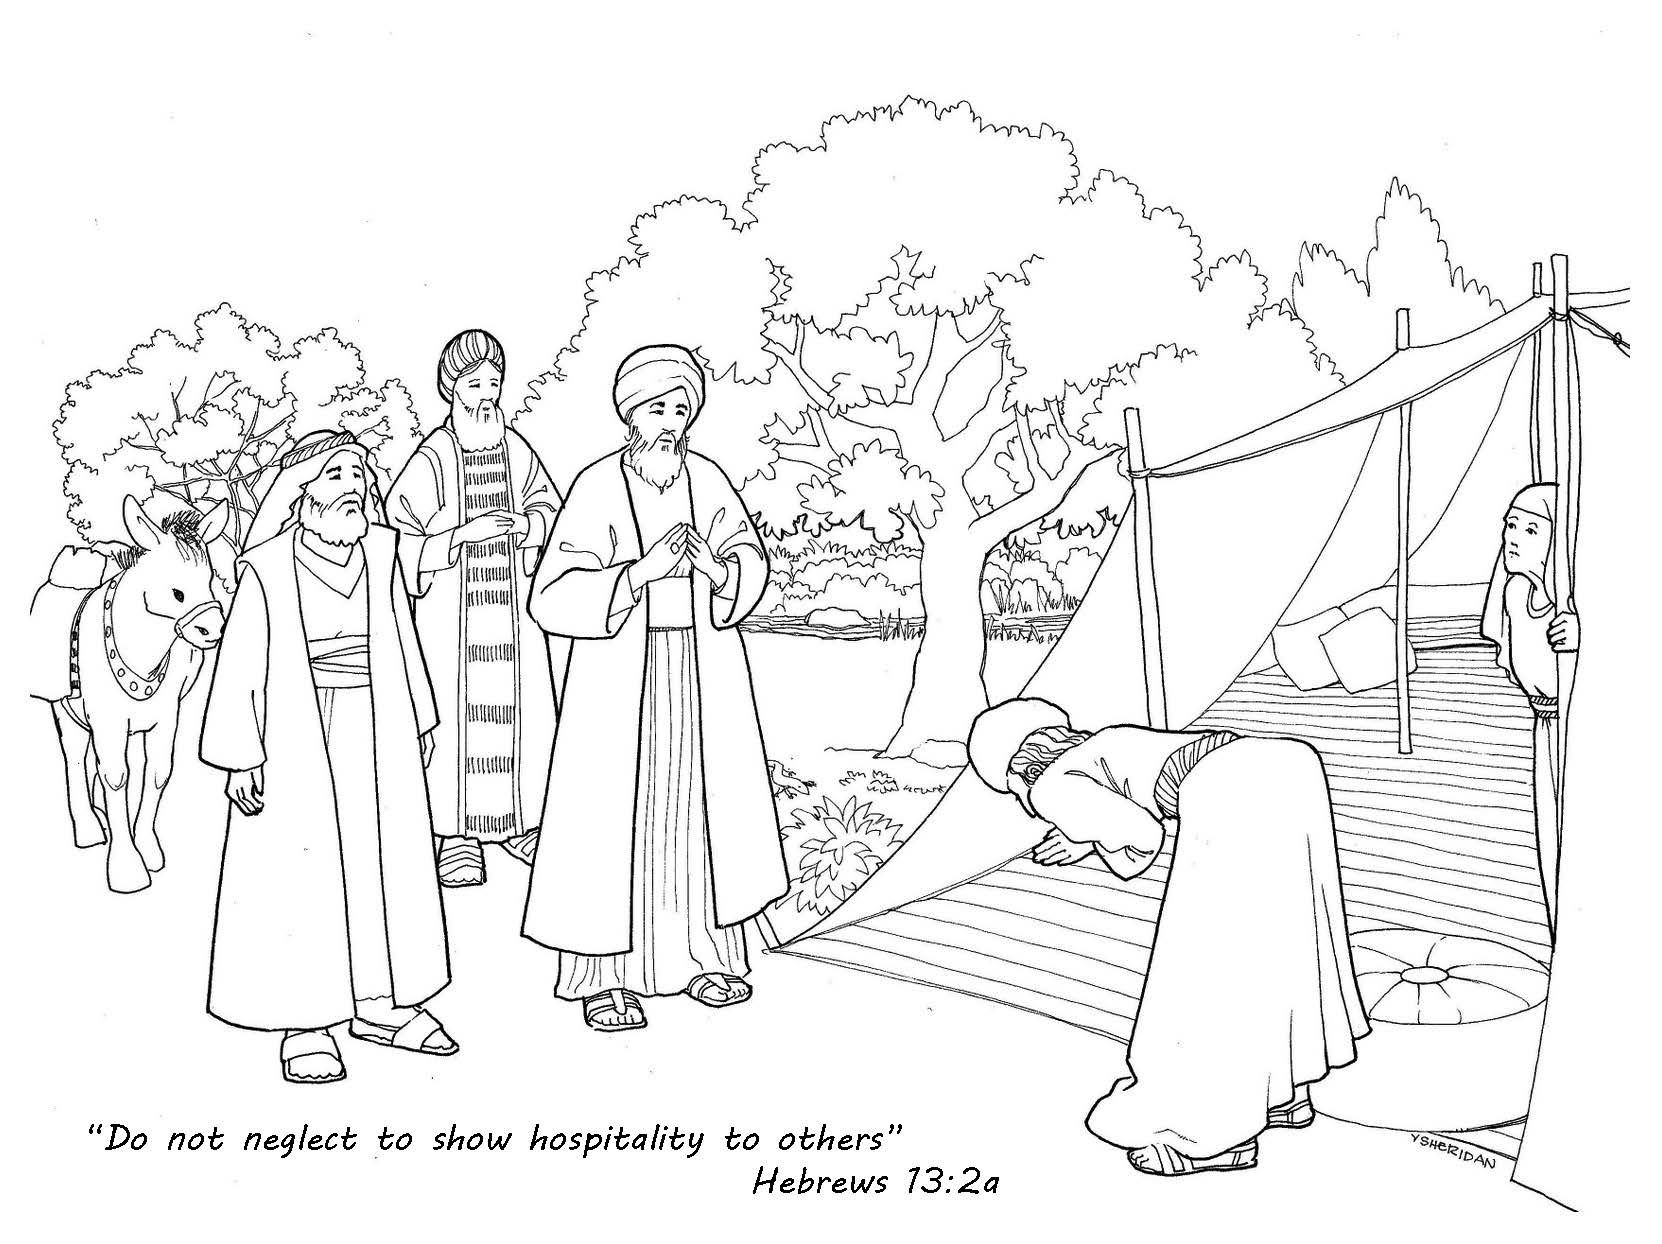 “Do not neglect to show hospitality to others”
Hebrews 13:2a
YSHERIDAN